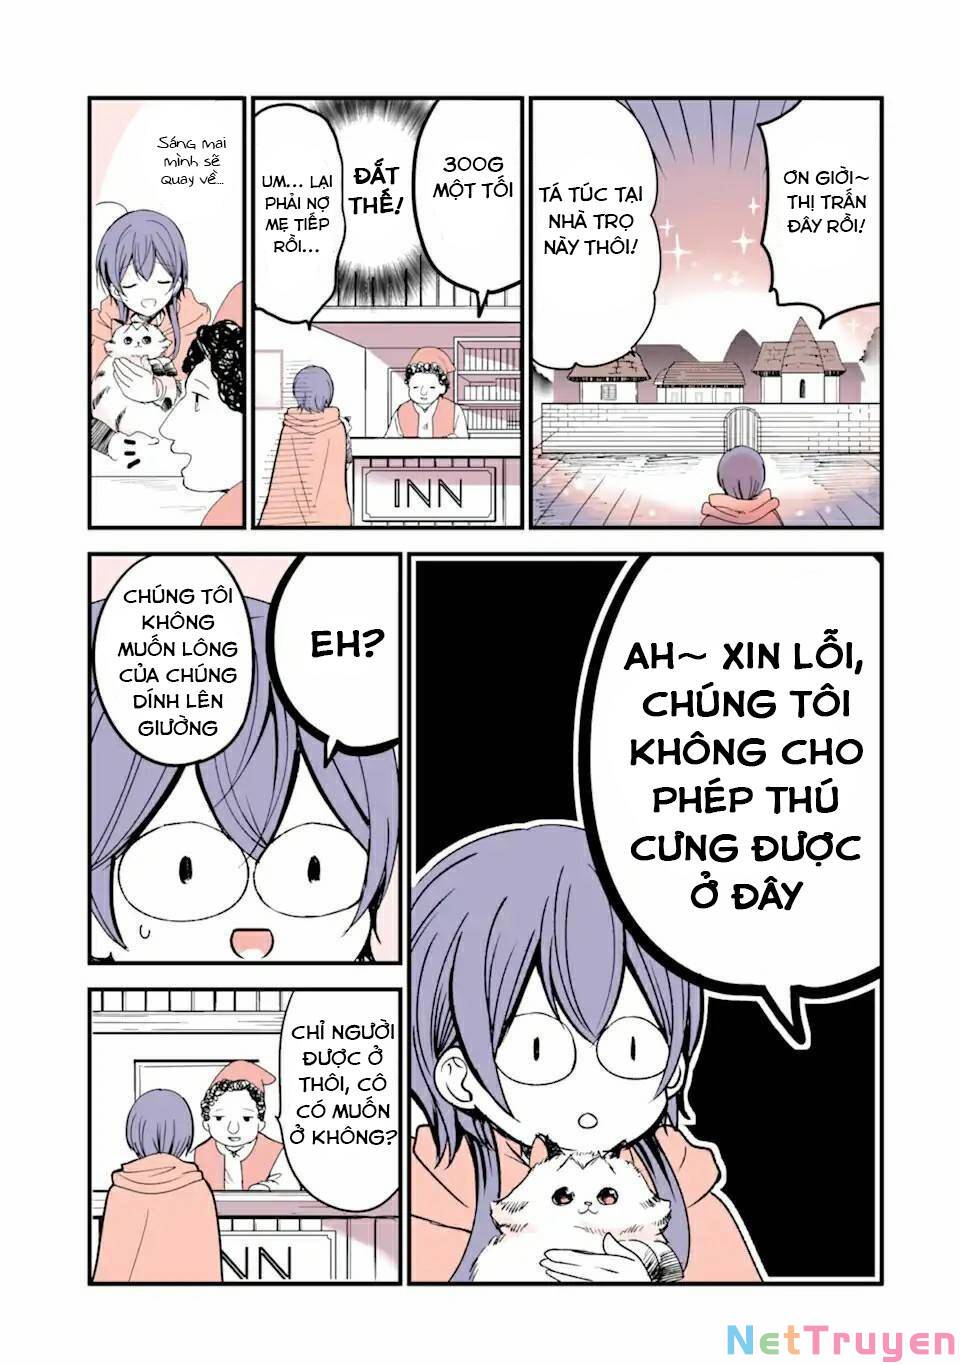 ƠN GIỜI~
THỊ TRẤN
ĐÂY RỒI!
TÁ TÚC TẠI
NHÀ TRỌ
NÀY THÔI!
300G
MỘT TỐI
ĐẮT
THẾ!
UM... LẠI
PHẢI NỢ
MẸ TIẾP
RỒI...
INN
Sáng mai
mình sẽ
quay về...
AH~ XIN LỖI,
CHÚNG TÔI
KHÔNG CHO
PHÉP THÚ
CƯNG ĐƯỢC
Ở ĐÂY
EH?
CHÚNG TÔI
KHÔNG
MUỐN LÔNG
CỦA CHÚNG
DÍNH LÊN
GIƯỜNG
CHỈ NGƯỜI
ĐƯỢC Ở
THÔI, CÔ
CÓ MUỐN
Ở KHÔNG?
INN
NetTruyen